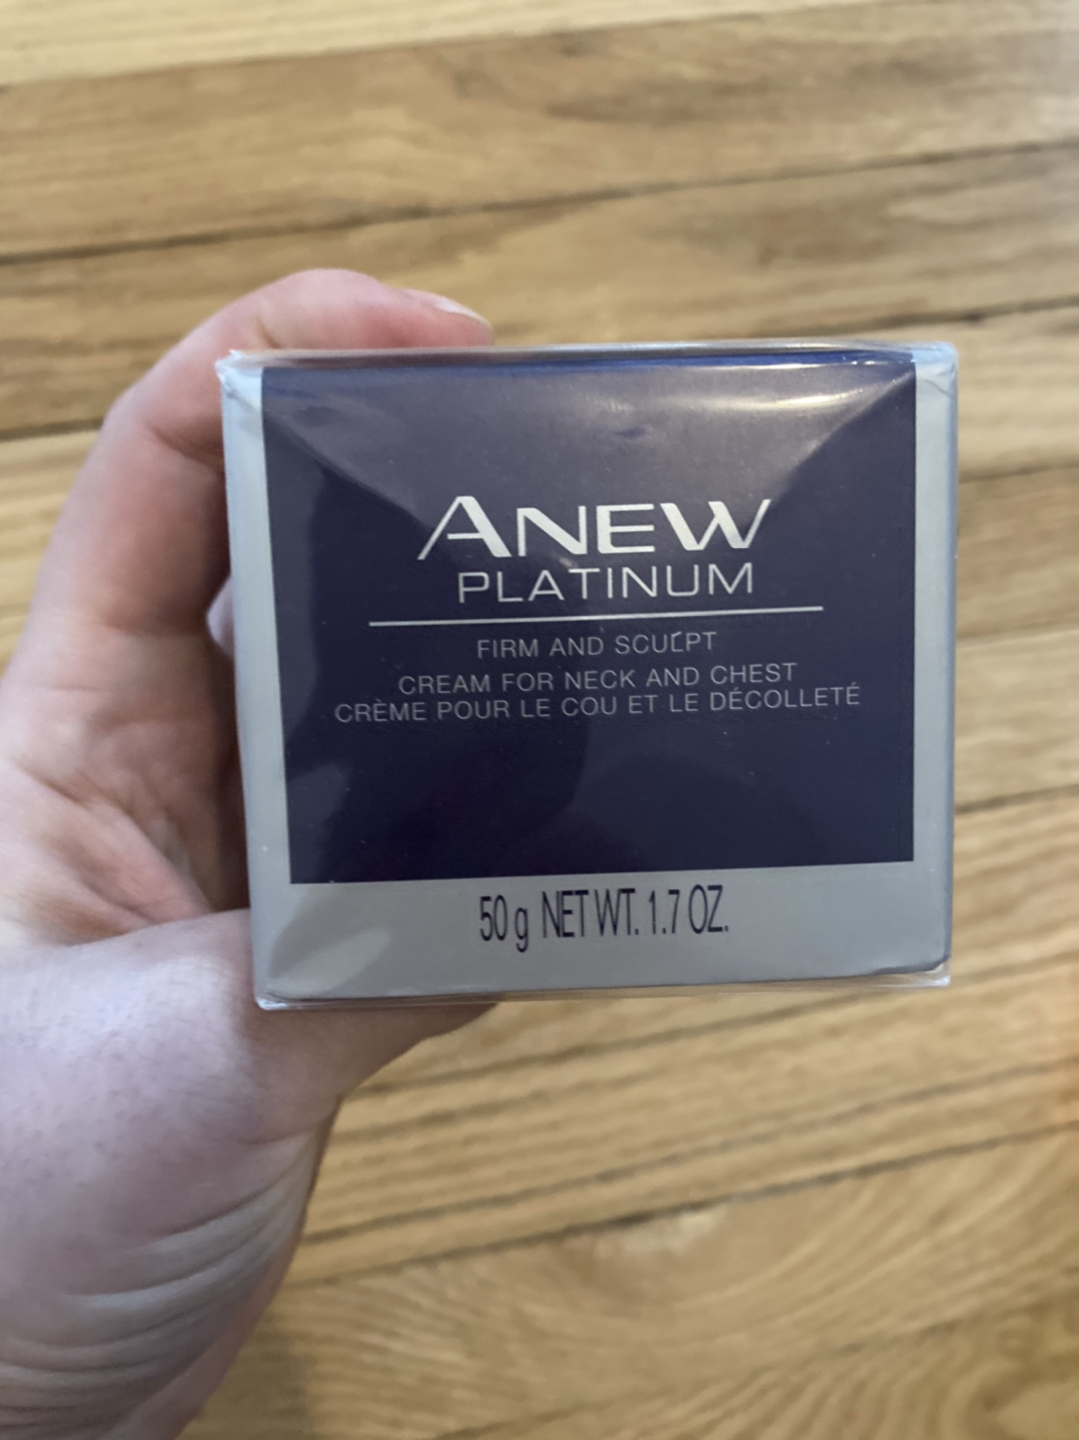 ANEW
PLATINUM
FIRM AND SCULPT
CREAM FOR NECK AND CHEST
CRÈME POUR LE COU ET LE DÉCOLLETÉ
50 g NET WT. 1.7 OZ.